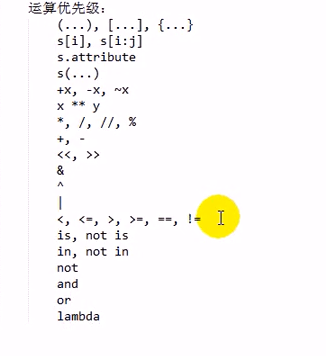 运算优先级：
(...), [...], {...}
s[i], s[i:j]
s.attribute
s(...)
+x, -x, ~x
x ** y
*, /, //, %
+, -
<<, >>
&
^
|
<, <=, >, >=, ==, !=
is, not is
in, not in
not
and
or
lambda